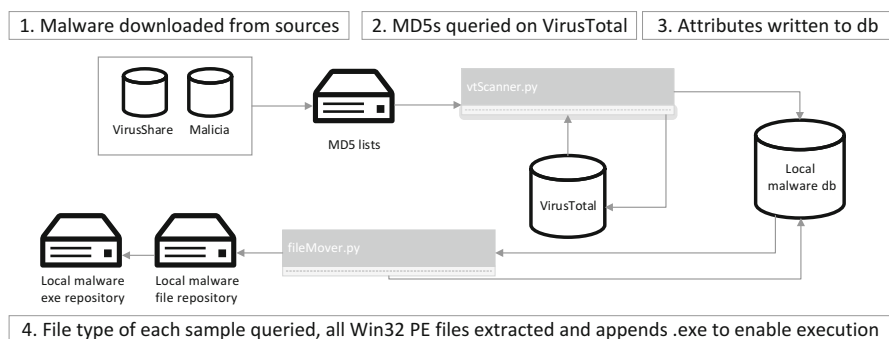 1. Malware downloaded from sources
2. MD5s queried on VirusTotal
3. Attributes written to db
vtScanner.py
VirusShare
Malicia
MD5 lists
Local
malware db
VirusTotal
fileMover.py
Local malware
exe repository
Local malware
file repository
4. File type of each sample queried, all Win32 PE files extracted and appends .exe to enable execution